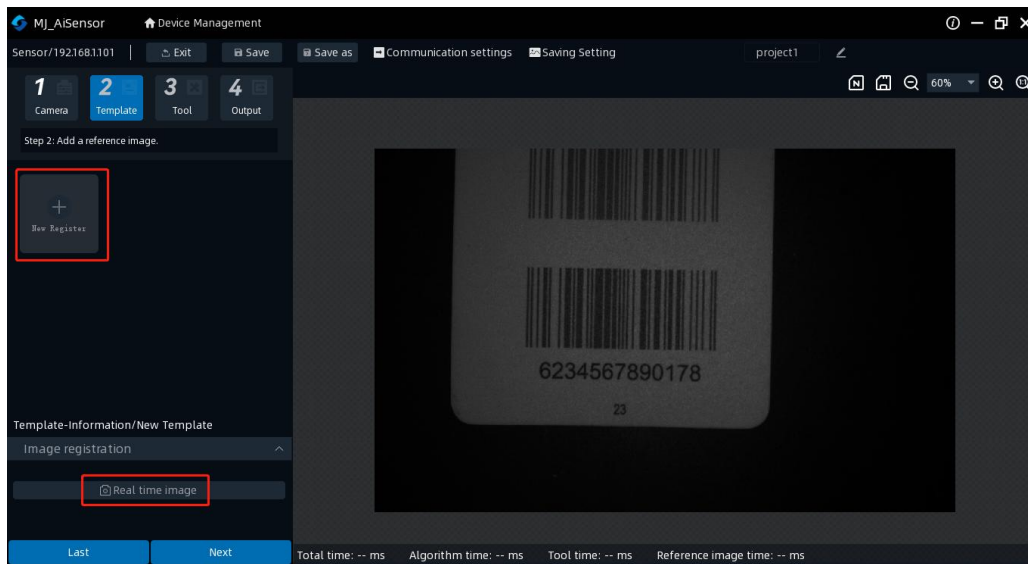 MJ_AiSensor Device Management
Sensor/192.168.1.101 Exit Save Save as Communication settings Saving Setting project1
N 60% 1:1
1 2 3 4
Camera Template Tool Output
Step 2: Add a reference image.
New Register
6234567890178
23
Template-Information/New Template
Image registration
Real time image
Last Next
Total time: -- ms Algorithm time: -- ms Tool time: -- ms Reference image time: -- ms